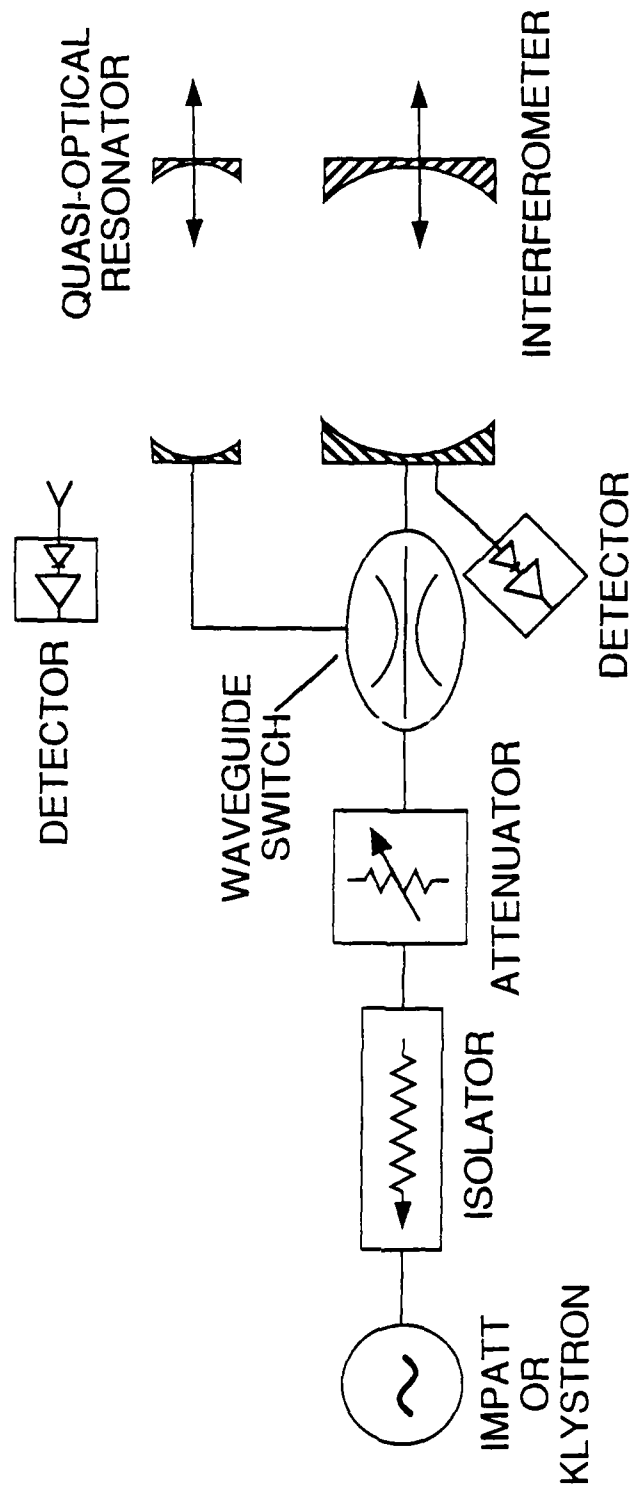 QUASI-OPTICAL
RESONATOR
DETECTOR
WAVEGUIDE
SWITCH
IMPATT
OR
KLYSTRON
ISOLATOR
ATTENUATOR
DETECTOR
INTERFEROMETER